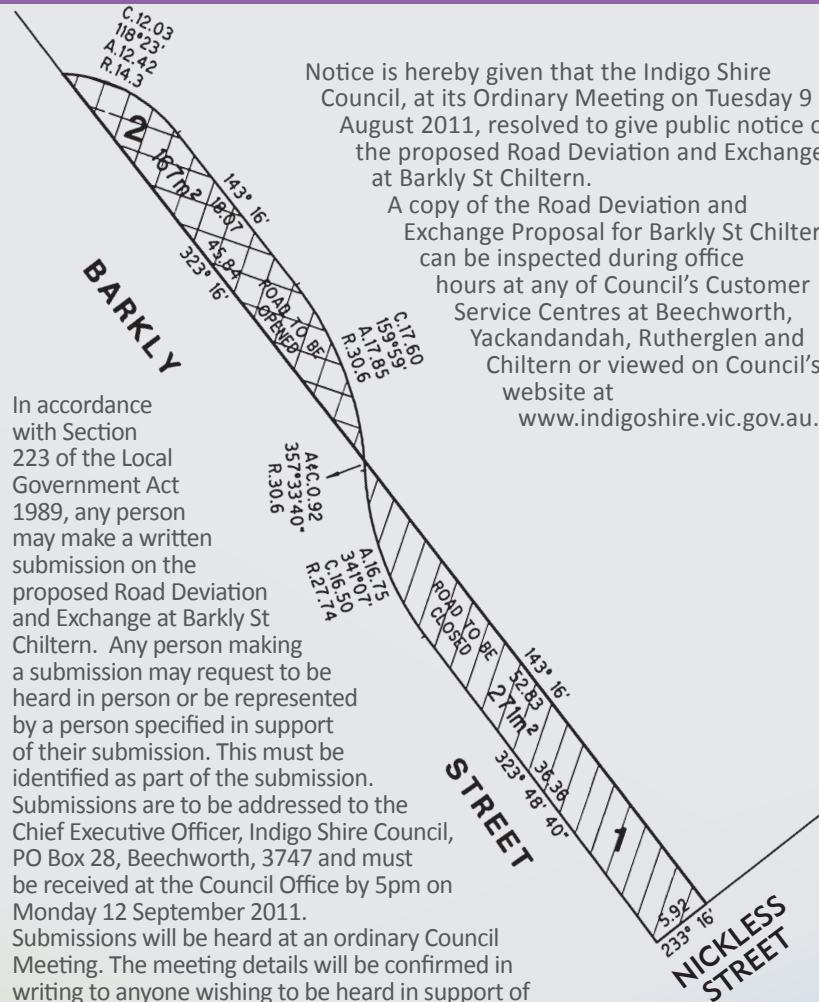 C.12.03
118°23'
A.12.42
R.14.3
2
167m²
143° 16'
18.07
45.84
323° 16'
ROAD TO BE
OPENED
C.17.60
159°59'
A.17.85
R.30.6
BARKLY
Notice is hereby given that the Indigo Shire
Council, at its Ordinary Meeting on Tuesday 9
August 2011, resolved to give public notice
the proposed Road Deviation and Exchange
at Barkly St Chiltern.
A copy of the Road Deviation and
Exchange Proposal for Barkly St
can be inspected during office
hours at any of Council's Customer
Service Centres at Beechworth,
Yackandandah, Rutherglen and
Chiltern or viewed on Council's
website at
www.indigoshire.vic.gov.au.
A&C.0.92
357°33'40"
R.30.6
A.16.75
341°07'
C.16.50
R.27.74
ROAD TO BE
CLOSED
143° 16'
52.83
271m²
36.36
323° 48' 40"
1
STREET
5.92
233° 16'
NICKLESS
STREET
In accordance
with Section
223 of the Local
Government Act
1989, any person
may make a written
submission on the
proposed Road Deviation
and Exchange at Barkly St
Chiltern. Any person making
a submission may request to be
heard in person or be represented
by a person specified in support
of their submission. This must be
identified as part of the submission.
Submissions are to be addressed to the
Chief Executive Officer, Indigo Shire Council,
PO Box 28, Beechworth, 3747 and must
be received at the Council Office by 5pm on
Monday 12 September 2011.
Submissions will be heard at an ordinary Council
Meeting. The meeting details will be confirmed in
writing to anyone wishing to be heard in support of